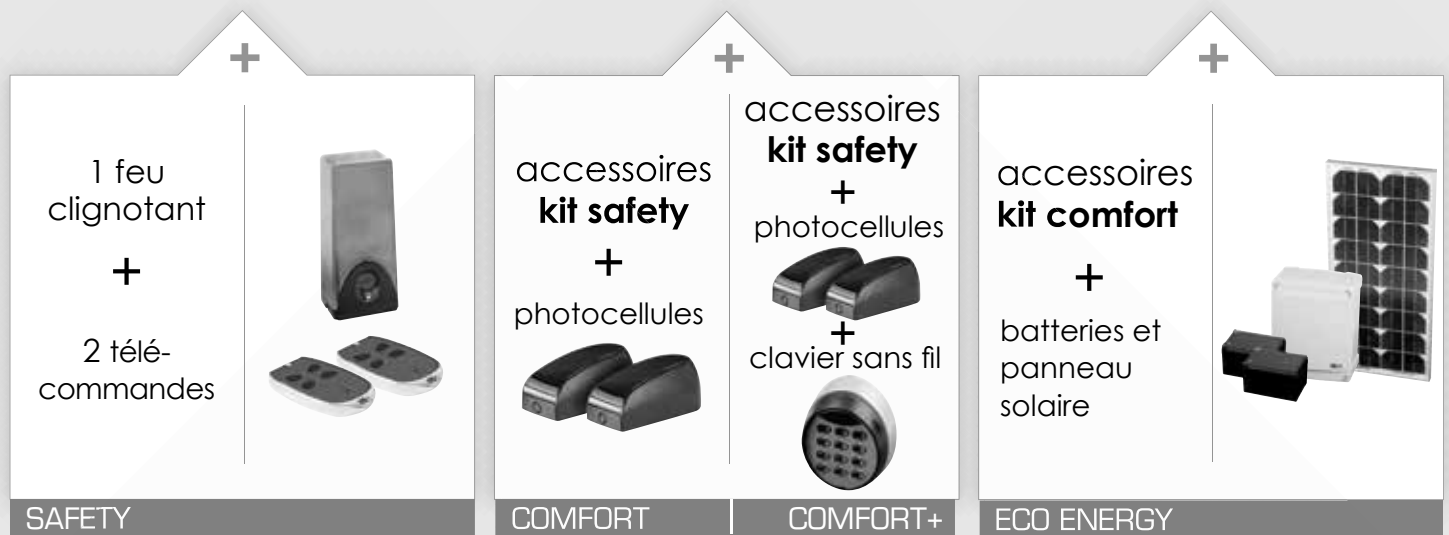 +
1 feu
clignotant
+
2 télé-
commandes
SAFETY
+
accessoires
kit safety
+
photocellules
COMFORT
accessoires
kit safety
+
photocellules
+
clavier sans fil
COMFORT+
+
accessoires
kit comfort
+
batteries et
panneau
solaire
ECO ENERGY